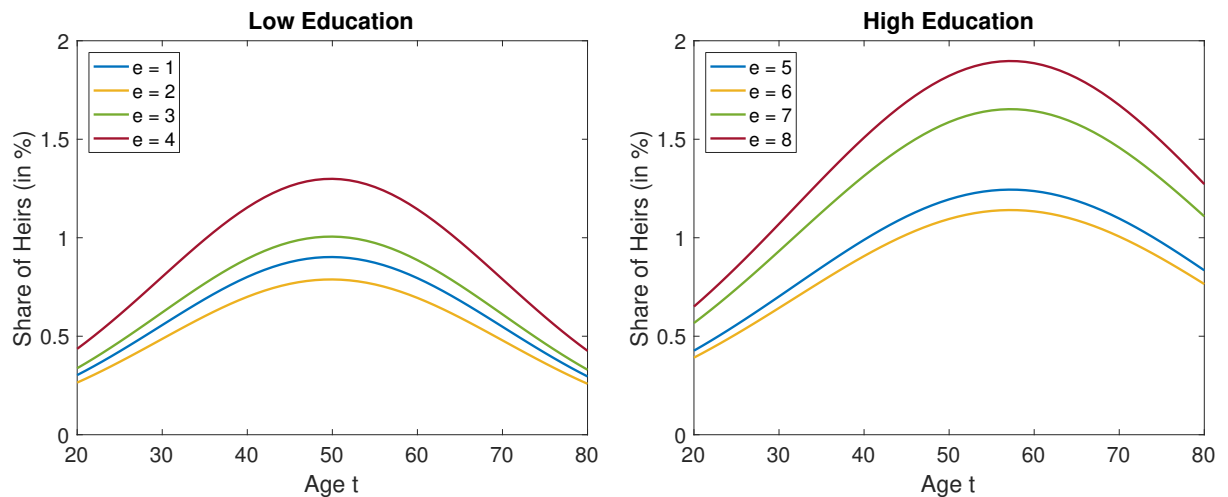 Low Education
2
1.5
1
0.5
0
Share of Heirs (in %)
e = 1
e = 2
e = 3
e = 4
20 30 40 50 60 70 80
Age t
High Education
2
1.5
1
0.5
0
Share of Heirs (in %)
e = 5
e = 6
e = 7
e = 8
20 30 40 50 60 70 80
Age t